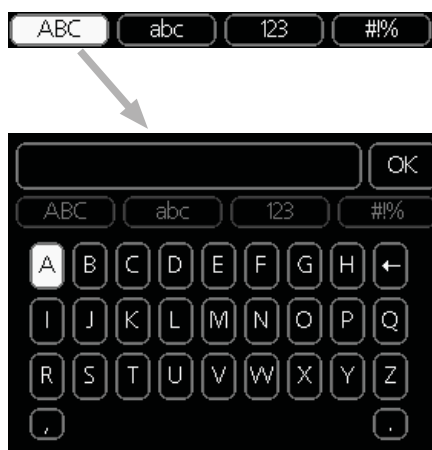 ABC abc 123 #!%
OK
ABC abc 123 #!%
A B C D E F G H ←
I J K L M N O P Q
R S T U V W X Y Z
, .